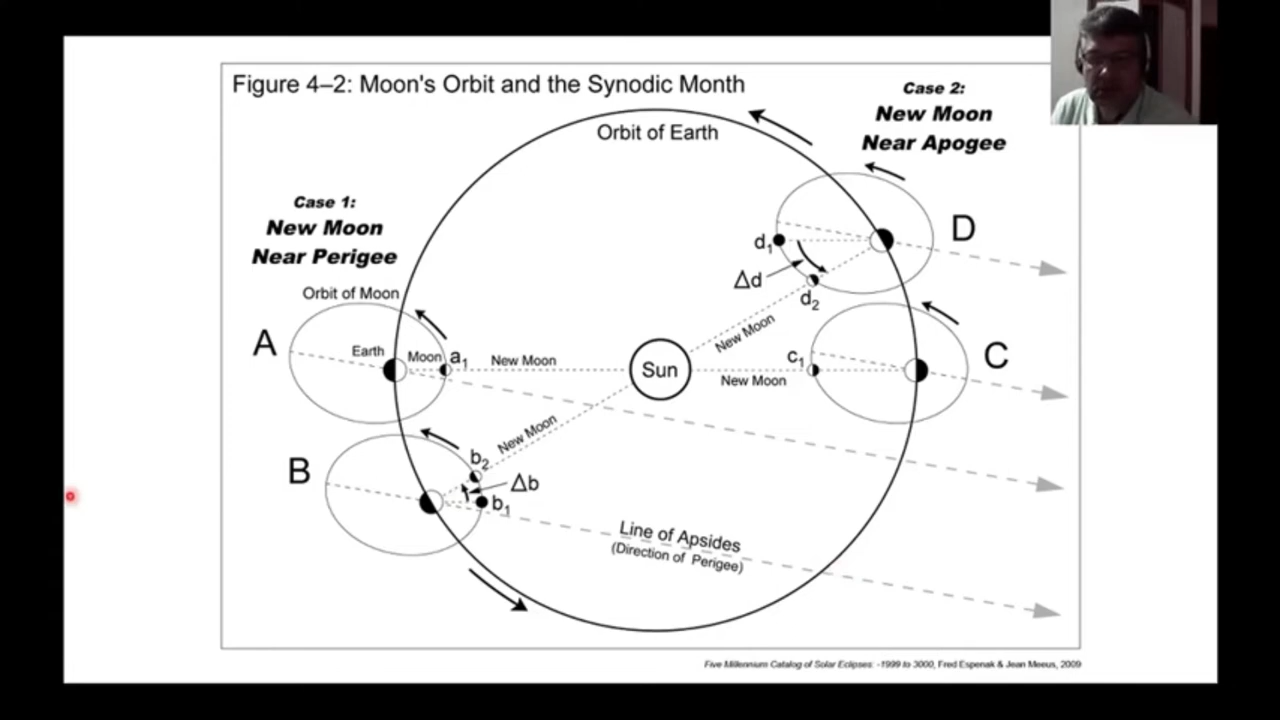 Figure 4–2: Moon's Orbit and the Synodic Month
Case 2:
New Moon
Near Apogee
Orbit of Earth
Case 1:
New Moon
Near Perigee
D
d1
Δd
d2
New Moon
Orbit of Moon
A
Earth
Moon
a1
New Moon
Sun
New Moon
c1
C
New Moon
B
b2
Δb
b1
Line of Apsides
(Direction of Perigee)
Five Millennium Catalog of Solar Eclipses: -1999 to 3000, Fred Espenak & Jean Meeus, 2009